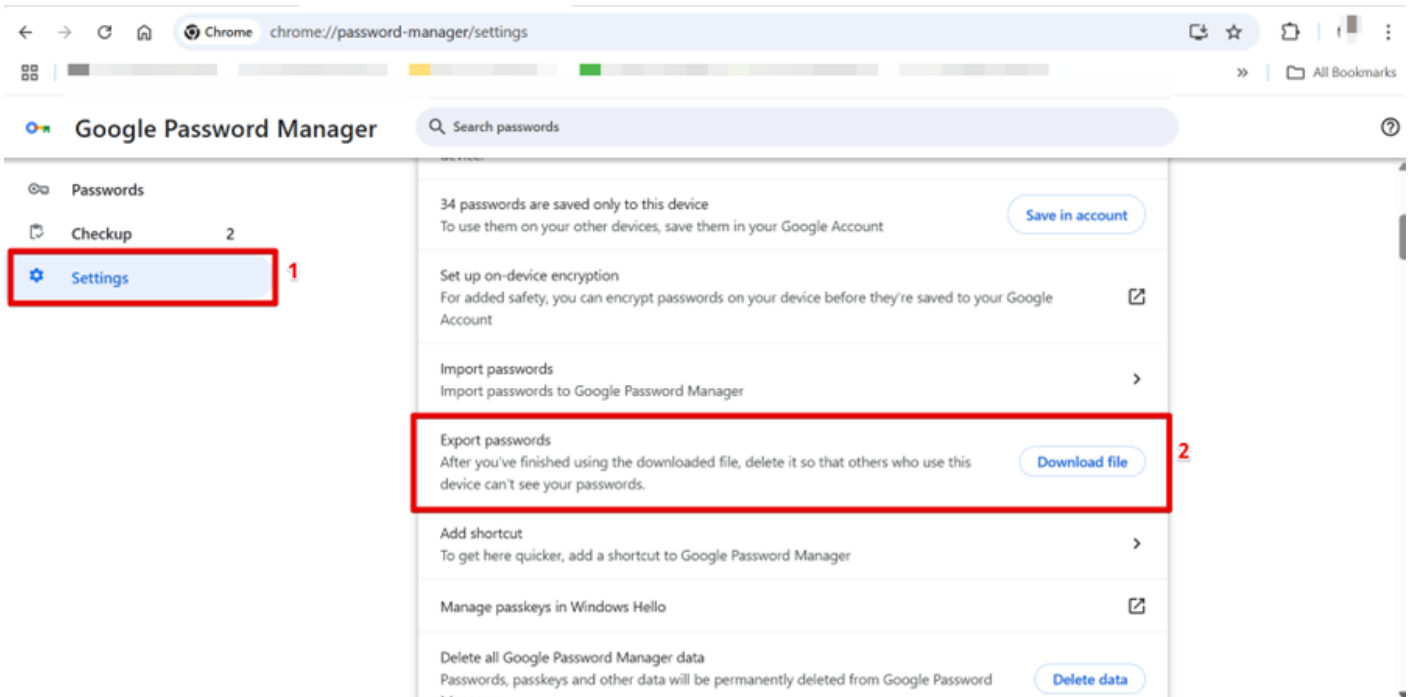 Chrome chrome://password-manager/settings
All Bookmarks
Google Password Manager
Search passwords
device.
Passwords
Checkup 2
Settings
1
34 passwords are saved only to this device
To use them on your other devices, save them in your Google Account
Save in account
Set up on-device encryption
For added safety, you can encrypt passwords on your device before they're saved to your Google
Account
Import passwords
Import passwords to Google Password Manager
Export passwords
After you've finished using the downloaded file, delete it so that others who use this
device can't see your passwords.
Download file
2
Add shortcut
To get here quicker, add a shortcut to Google Password Manager
Manage passkeys in Windows Hello
Delete all Google Password Manager data
Passwords, passkeys and other data will be permanently deleted from Google Password
Delete data